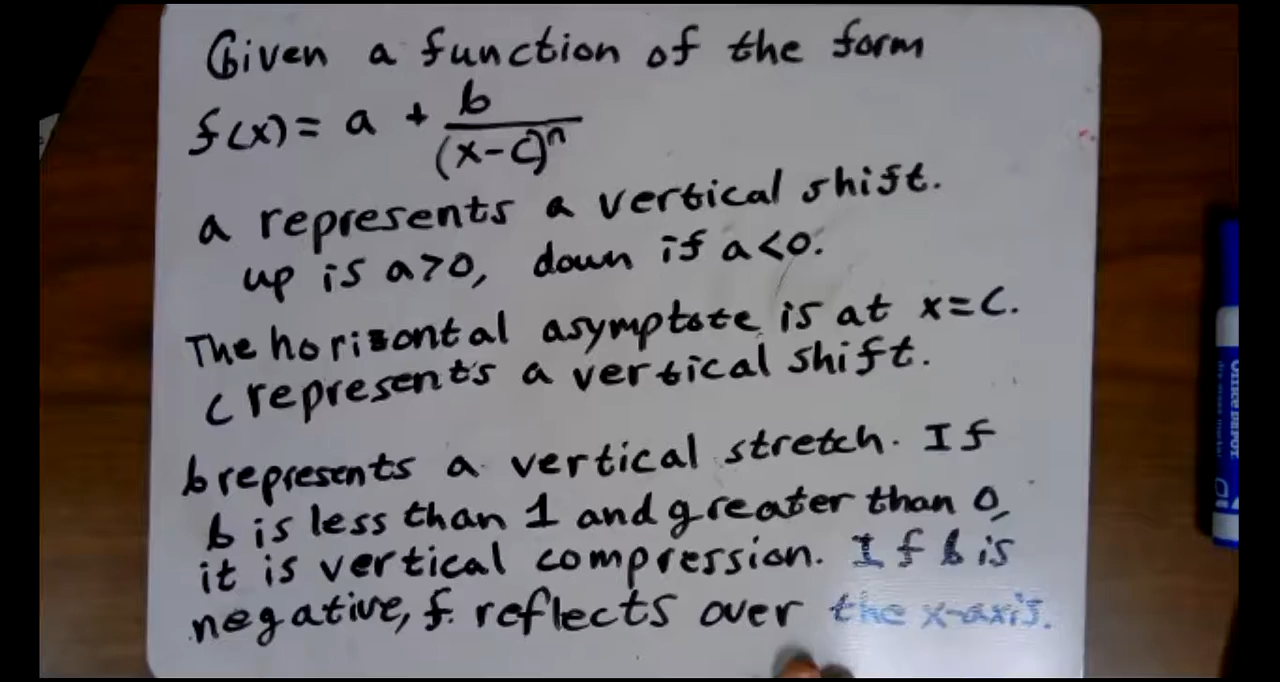 Given a function of the form
f(x) = a + b/(x-c)^n
a represents a vertical shift.
up is a>0, down if a<0.
The horizontal asymptote is at x=c.
c represents a vertical shift.
b represents a vertical stretch. If
b is less than 1 and greater than 0,
it is vertical compression. If b is
negative, f reflects over the x-axis.
Office DEPOT